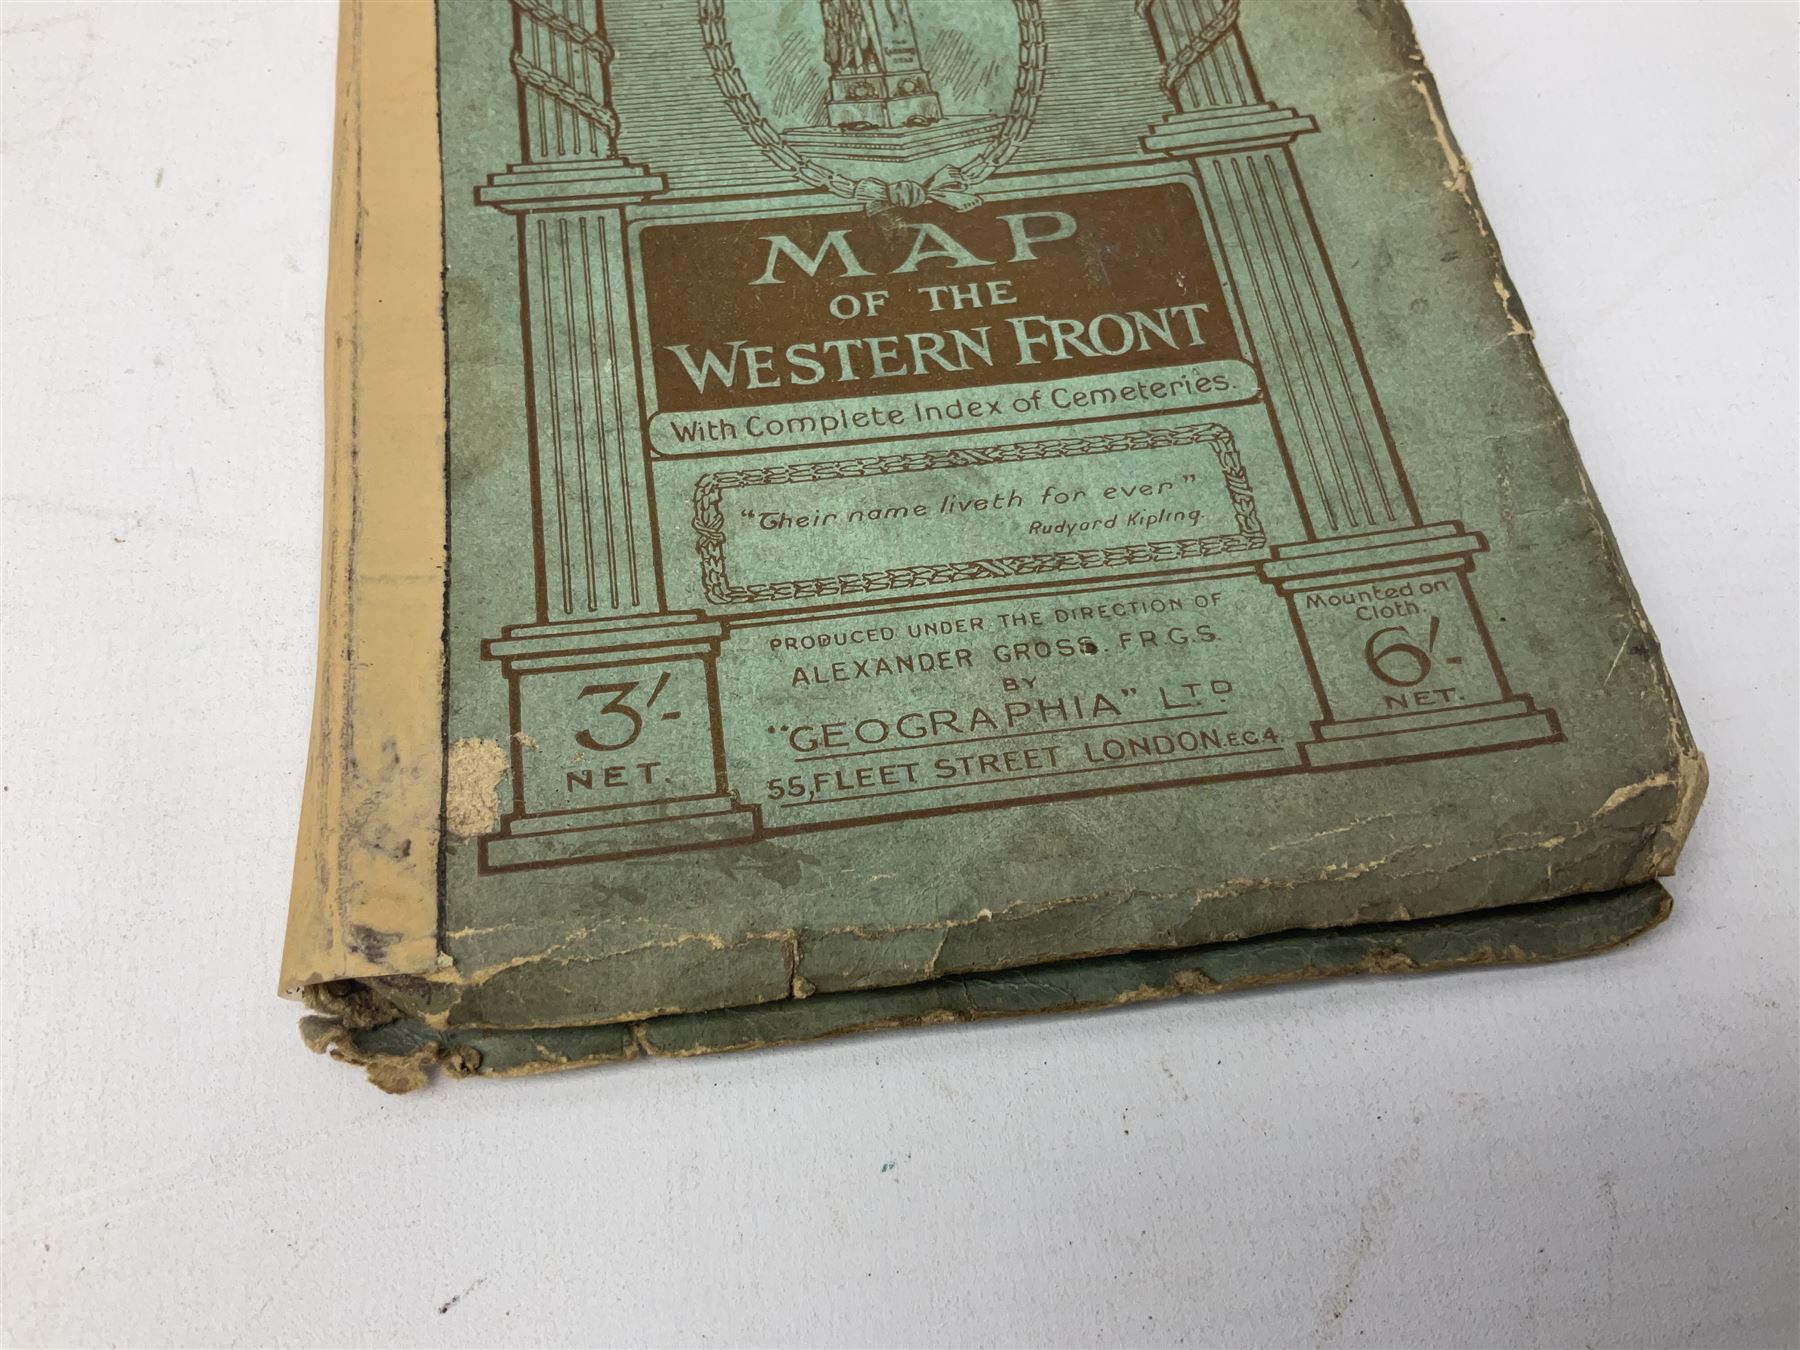 MAP
OF THE
WESTERN FRONT
With Complete Index of Cemeteries.
"Their name liveth for ever"
Rudyard Kipling.
PRODUCED UNDER THE DIRECTION OF
ALEXANDER GROSS. F.R.G.S.
BY
"GEOGRAPHIA" LTD
55, FLEET STREET LONDON E.C.4.
3/-
NET.
Mounted on
Cloth.
6/-
NET.